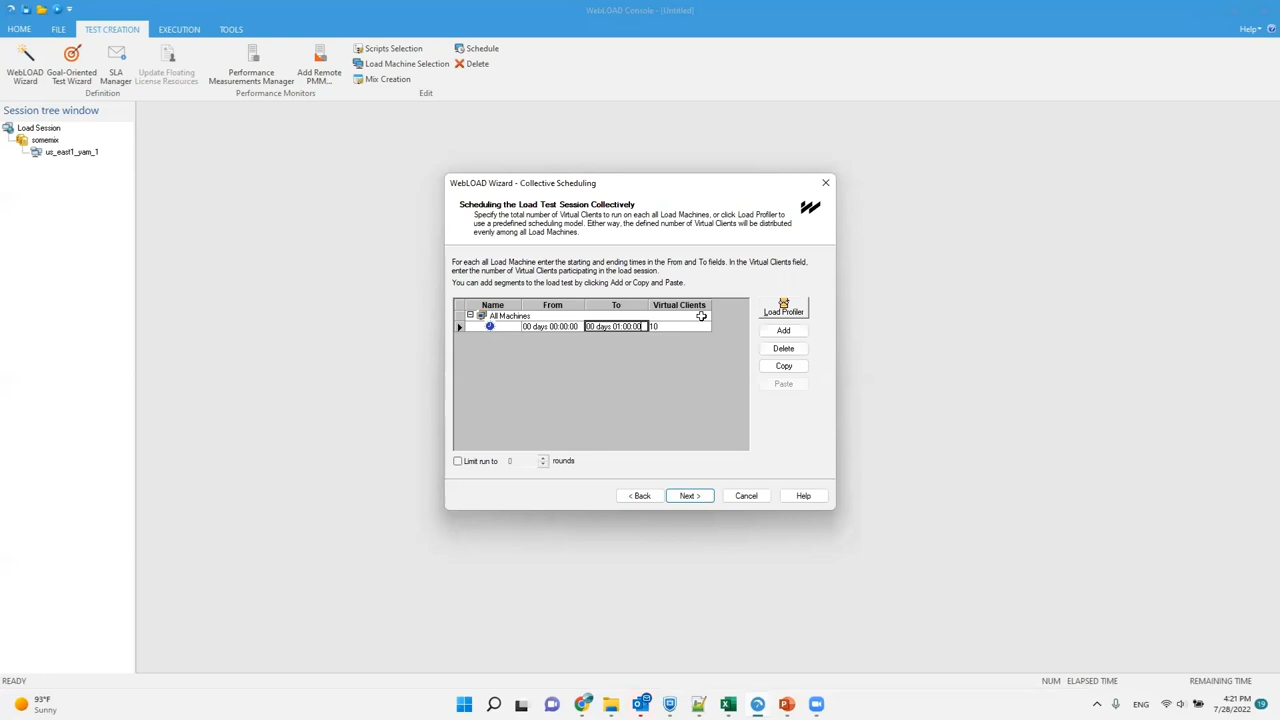 WebLOAD Console - [Untitled]
HOME FILE TEST CREATION EXECUTION TOOLS Help
WebLOAD Wizard
Goal-Oriented Test Wizard
SLA Manager
Update Floating License Resources
Definition
Performance Measurements Manager
Add Remote PMM...
Performance Monitors
Scripts Selection
Load Machine Selection
Mix Creation
Schedule
Delete
Edit
Session tree window
Load Session
somemix
us_east1_yam_1
WebLOAD Wizard - Collective Scheduling
Scheduling the Load Test Session Collectively
Specify the total number of Virtual Clients to run on each all Load Machines, or click Load Profiler to
use a predefined scheduling model. Either way, the defined number of Virtual Clients will be distributed
evenly among all Load Machines.
For each all Load Machine enter the starting and ending times in the From and To fields. In the Virtual Clients field,
enter the number of Virtual Clients participating in the load session.
You can add segments to the load test by clicking Add or Copy and Paste.
Name From To Virtual Clients
All Machines
00 days 00:00:00 00 days 01:00:00 10
Load Profiler
Add
Delete
Copy
Paste
Limit run to 0 rounds
< Back Next > Cancel Help
READY NUM ELAPSED TIME REMAINING TIME
93°F
Sunny
ENG
4:21 PM
7/28/2022
19